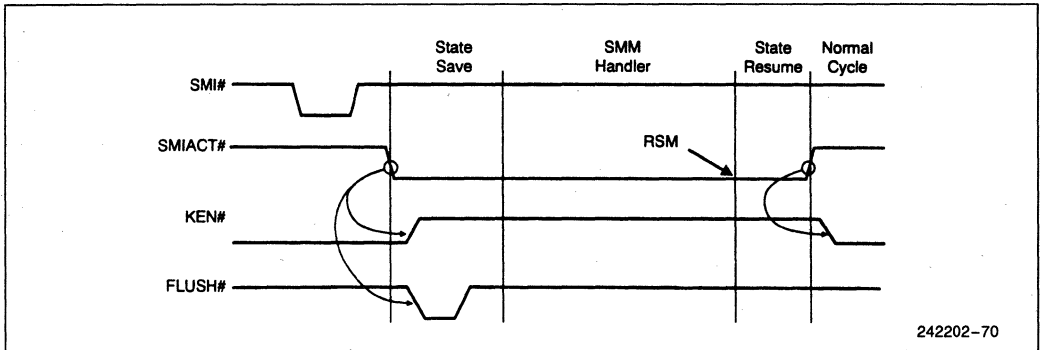 State Save
SMM Handler
State Resume
Normal Cycle
SMI#
SMIACT#
RSM
KEN#
FLUSH#
242202-70